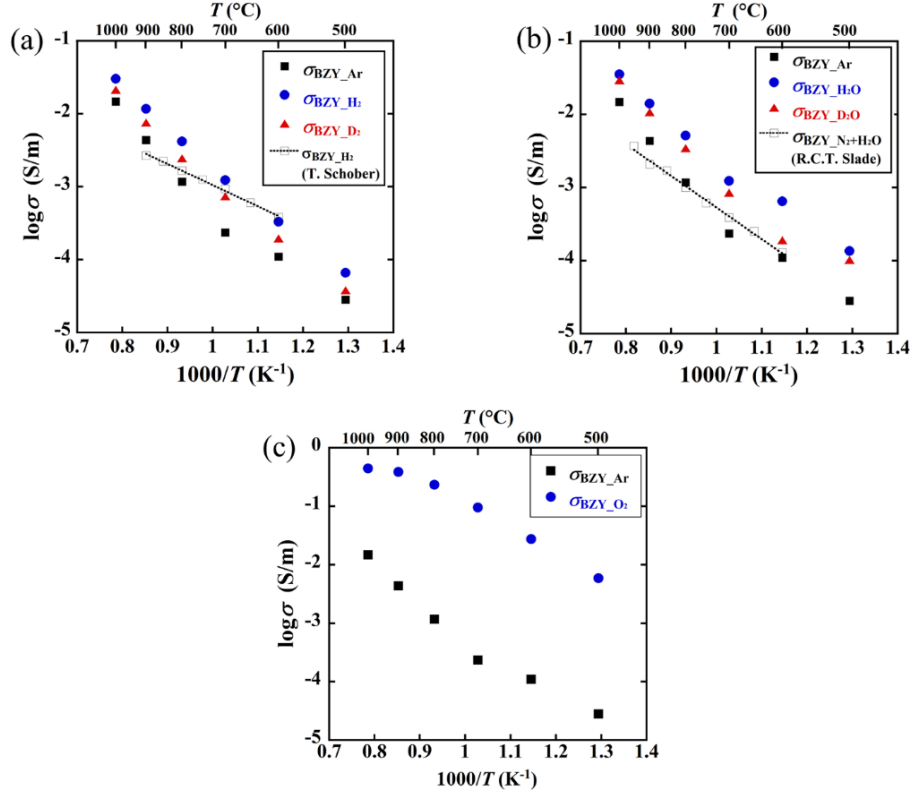 (a)
T (°C)
1000 900 800 700 600 500
-1
-2
-3
-4
-5
logσ (S/m)
σBZY_Ar
σBZY_H2
σBZY_D2
σBZY_H2
(T. Schober)
0.7 0.8 0.9 1 1.1 1.2 1.3 1.4
1000/T (K-1)
(b)
T (°C)
1000 900 800 700 600 500
-1
-2
-3
-4
-5
logσ (S/m)
σBZY_Ar
σBZY_H2O
σBZY_D2O
σBZY_N2+H2O
(R.C.T. Slade)
0.7 0.8 0.9 1 1.1 1.2 1.3 1.4
1000/T (K-1)
(c)
T (°C)
1000 900 800 700 600 500
0
-1
-2
-3
-4
-5
logσ (S/m)
σBZY_Ar
σBZY_O2
0.7 0.8 0.9 1 1.1 1.2 1.3 1.4
1000/T (K-1)